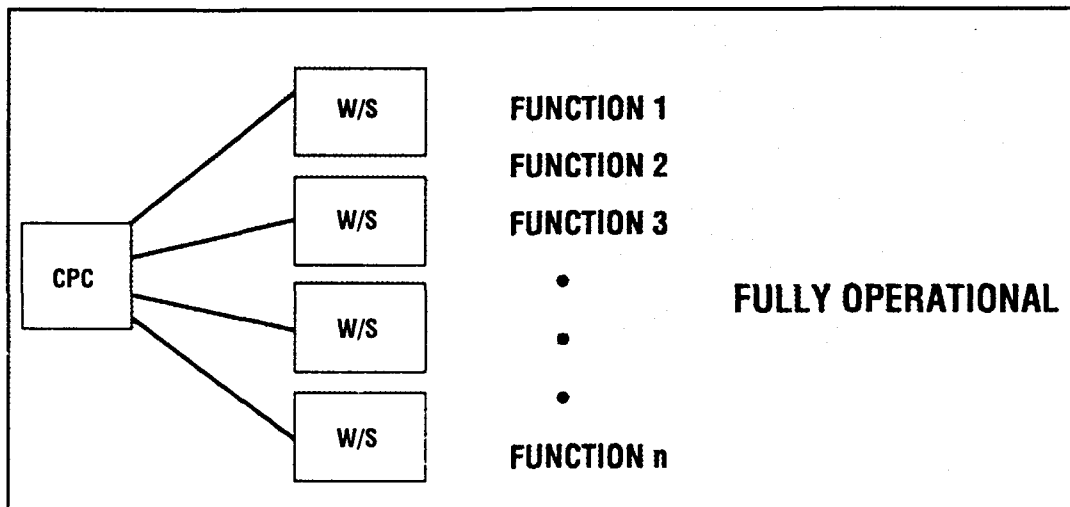 W/S
FUNCTION 1
FUNCTION 2
W/S
FUNCTION 3
CPC
•
FULLY OPERATIONAL
W/S
•
•
W/S
FUNCTION n